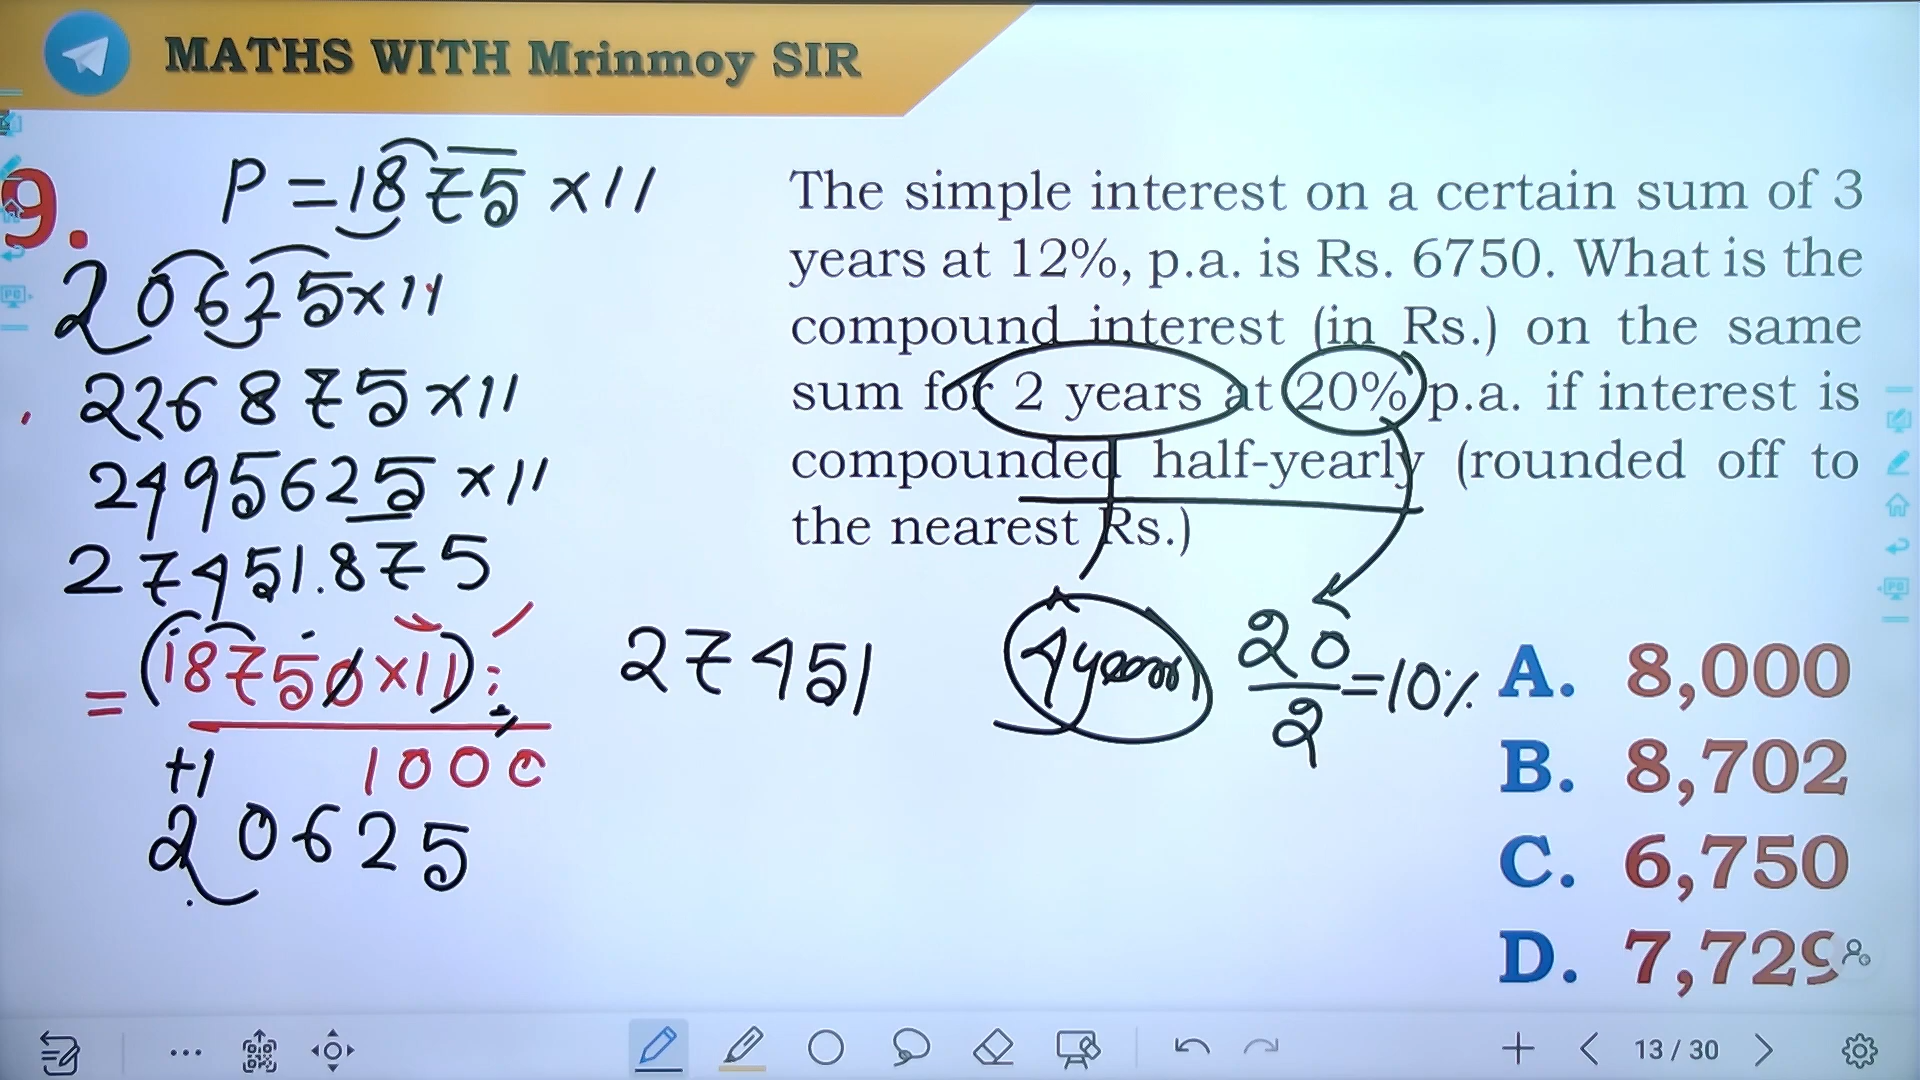 MATHS WITH Mrinmoy SIR
9.
P = 1875 × 11
20625 × 11
226875 × 11
2495625 × 11
27451.875
= (18750 × 11)
1000
+1
20625
27451
The simple interest on a certain sum of 3
years at 12%, p.a. is Rs. 6750. What is the
compound interest (in Rs.) on the same
sum for 2 years at 20% p.a. if interest is
compounded half-yearly (rounded off to
the nearest Rs.)
4 years
20
2
= 10%
A. 8,000
B. 8,702
C. 6,750
D. 7,729
13 / 30